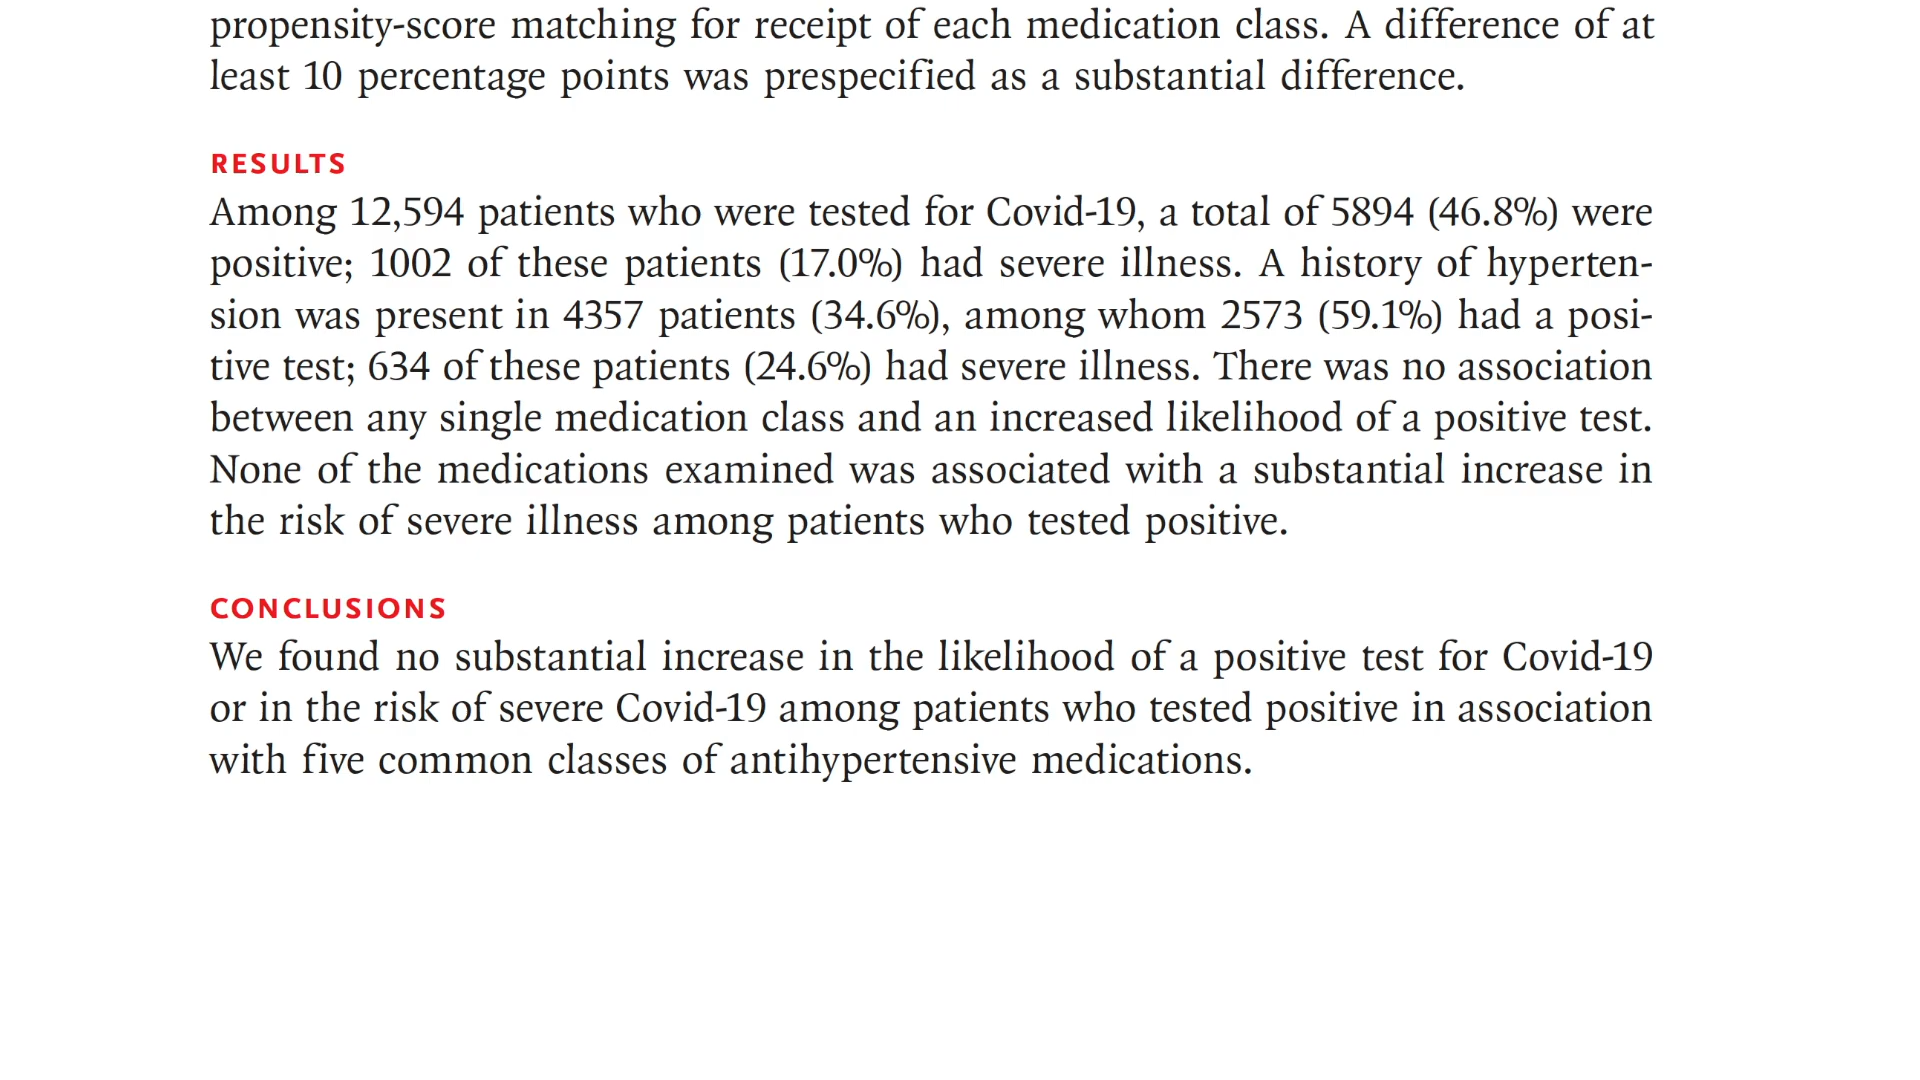 propensity-score matching for receipt of each medication class. A difference of at
least 10 percentage points was prespecified as a substantial difference.
RESULTS
Among 12,594 patients who were tested for Covid-19, a total of 5894 (46.8%) were
positive; 1002 of these patients (17.0%) had severe illness. A history of hyperten-
sion was present in 4357 patients (34.6%), among whom 2573 (59.1%) had a posi-
tive test; 634 of these patients (24.6%) had severe illness. There was no association
between any single medication class and an increased likelihood of a positive test.
None of the medications examined was associated with a substantial increase in
the risk of severe illness among patients who tested positive.
CONCLUSIONS
We found no substantial increase in the likelihood of a positive test for Covid-19
or in the risk of severe Covid-19 among patients who tested positive in association
with five common classes of antihypertensive medications.